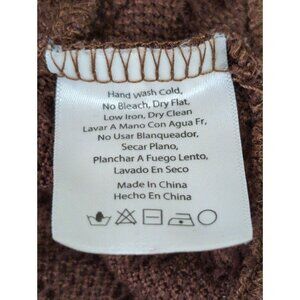 Hand Wash Cold,
No Bleach, Dry Flat.
Low Iron, Dry Clean
Lavar A Mano Con Agua Fr,
No Usar Blanqueador,
Secar Plano,
Planchar A Fuego Lento,
Lavado En Seco
Made In China
Hecho En China